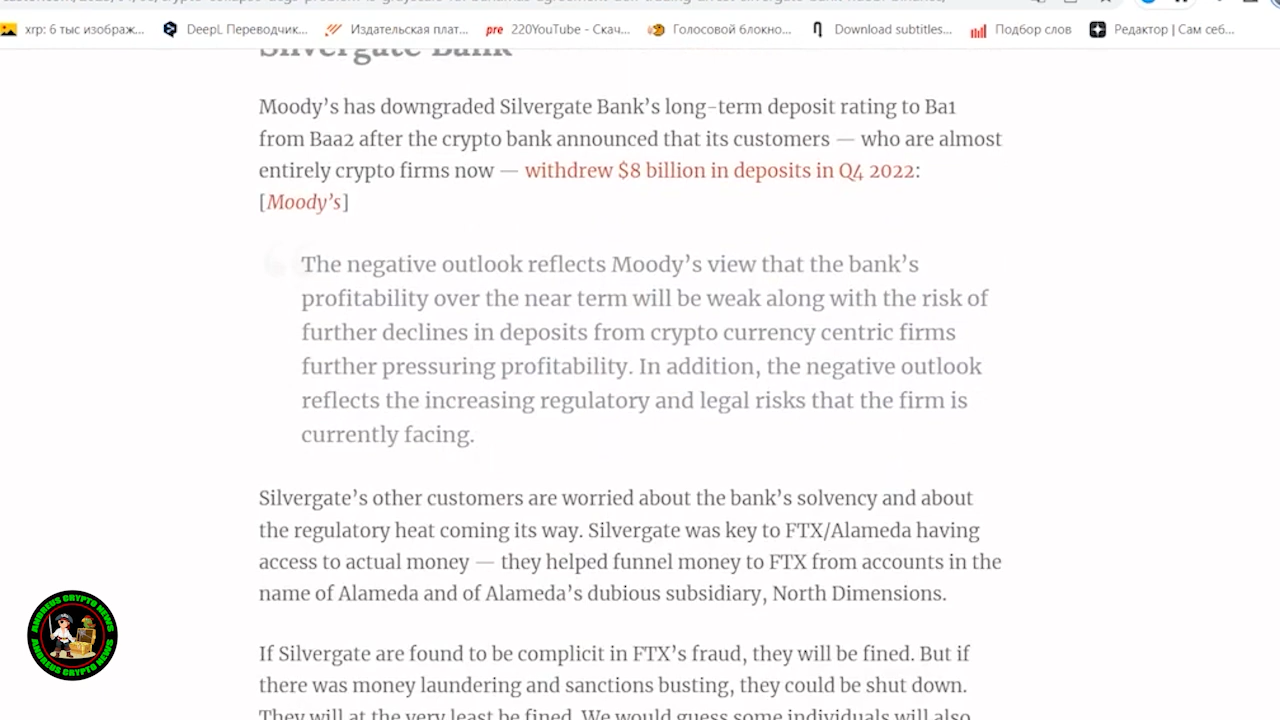 xrp: 6 тыс изображ...
DeepL Переводчик...
Издательская плат...
pre 220YouTube - Скач...
Голосовой блокно...
Download subtitles...
Подбор слов
Редактор | Сам себ...
Silvergate Bank
Moody’s has downgraded Silvergate Bank’s long-term deposit rating to Ba1
from Baa2 after the crypto bank announced that its customers — who are almost
entirely crypto firms now — withdrew $8 billion in deposits in Q4 2022:
[Moody’s]
The negative outlook reflects Moody’s view that the bank’s
profitability over the near term will be weak along with the risk of
further declines in deposits from crypto currency centric firms
further pressuring profitability. In addition, the negative outlook
reflects the increasing regulatory and legal risks that the firm is
currently facing.
Silvergate’s other customers are worried about the bank’s solvency and about
the regulatory heat coming its way. Silvergate was key to FTX/Alameda having
access to actual money — they helped funnel money to FTX from accounts in the
name of Alameda and of Alameda’s dubious subsidiary, North Dimensions.
If Silvergate are found to be complicit in FTX’s fraud, they will be fined. But if
there was money laundering and sanctions busting, they could be shut down.
They will at the very least be fined. We would guess some individuals will also
ANDREUS CRYPTO NEWS
ANDREUS CRYPTO NEWS